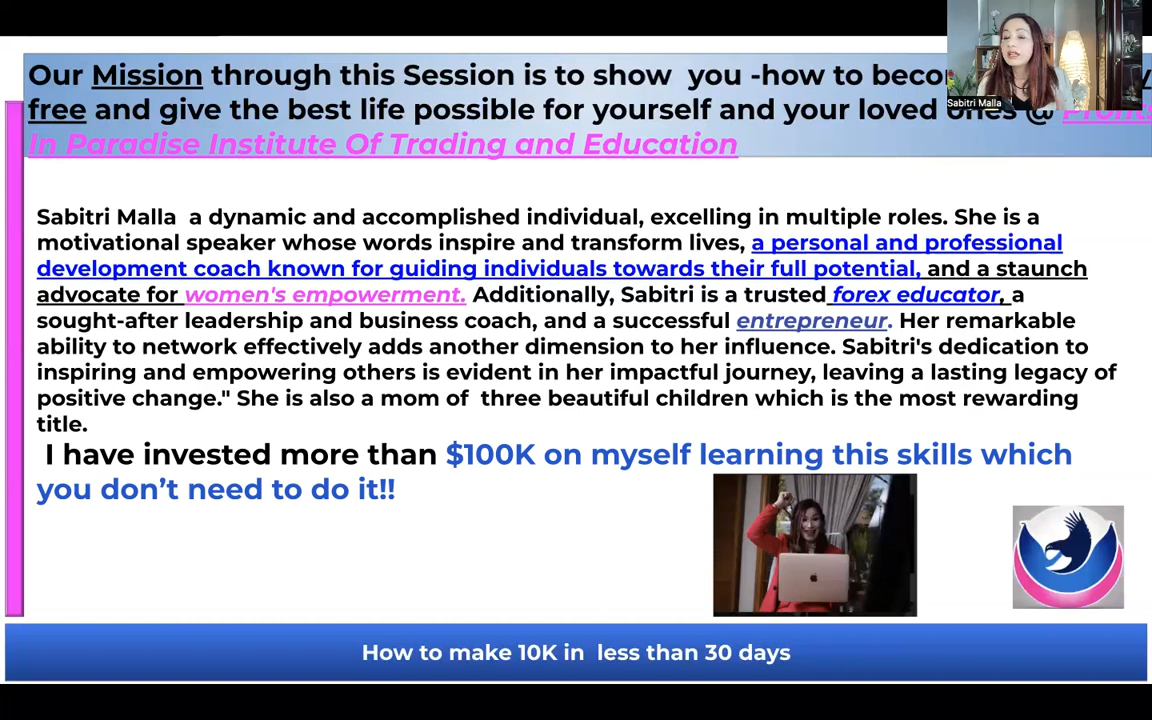 Our Mission through this Session is to show you -how to beco
free and give the best life possible for yourself and your loved ones @
In Paradise Institute Of Trading and Education
Sabitri Malla
Sabitri Malla a dynamic and accomplished individual, excelling in multiple roles. She is a
motivational speaker whose words inspire and transform lives, a personal and professional
development coach known for guiding individuals towards their full potential, and a staunch
advocate for women's empowerment. Additionally, Sabitri is a trusted forex educator, a
sought-after leadership and business coach, and a successful entrepreneur. Her remarkable
ability to network effectively adds another dimension to her influence. Sabitri's dedication to
inspiring and empowering others is evident in her impactful journey, leaving a lasting legacy of
positive change." She is also a mom of three beautiful children which is the most rewarding
title.
I have invested more than $100K on myself learning this skills which
you don’t need to do it!!
How to make 10K in less than 30 days